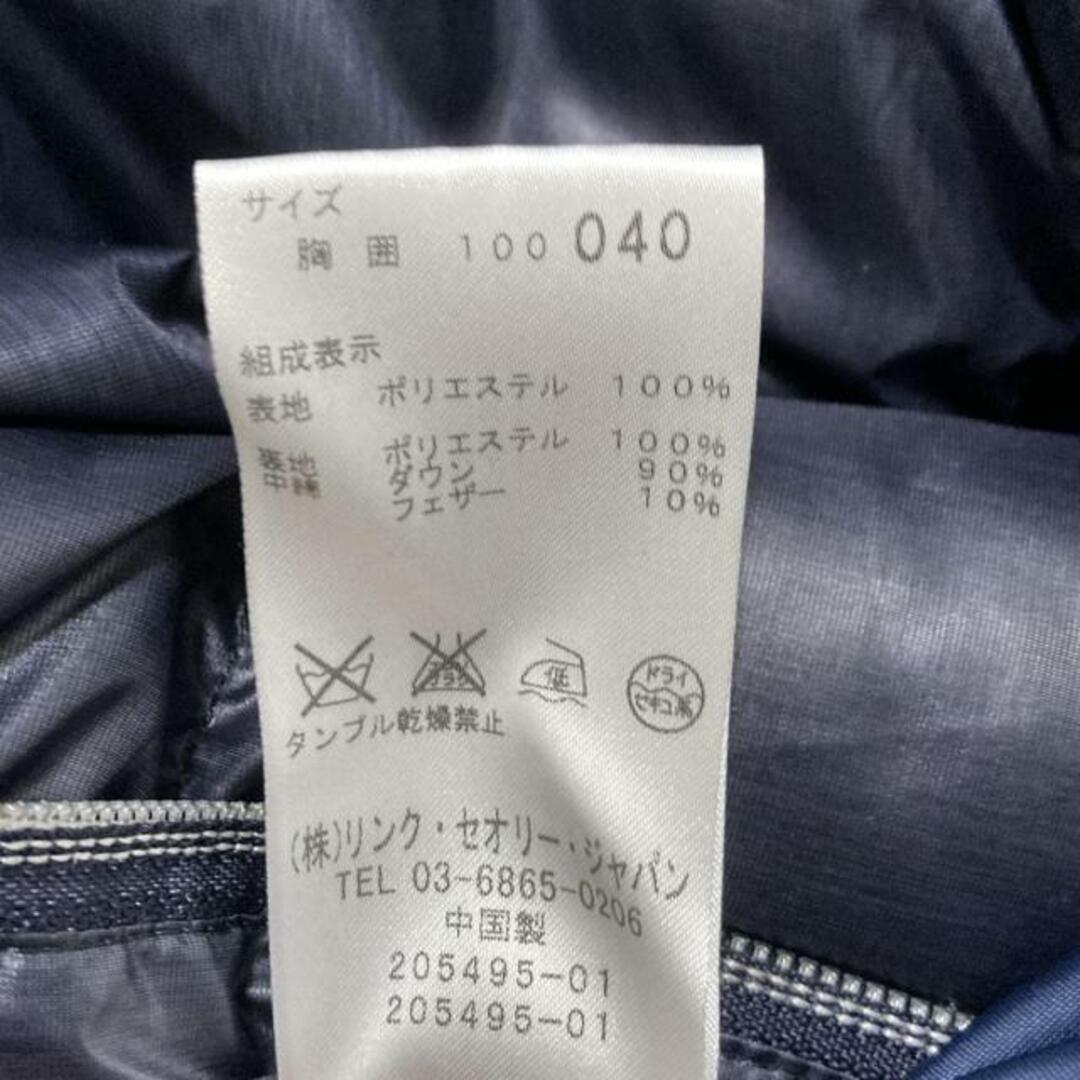 サイズ
胸囲 100 040
組成表示
表地 ポリエステル 100%
裏地 ポリエステル 100%
中綿 ダウン 90%
フェザー 10%
低
ドライ
セキユ系
タンブル乾燥禁止
(株)リンク・セオリー・ジャパン
TEL 03-6865-0206
中国製
205495-01
205495-01